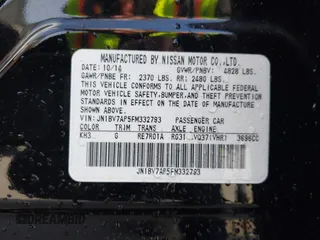 MANUFACTURED BY NISSAN MOTOR CO., LTD.
DATE: 10/14 GVWR/PNBV: 4828 LBS.
GAWR/PNBE FR: 2370 LBS. RR: 2480 LBS.
THIS VEHICLE CONFORMS TO ALL APPLICABLE FEDERAL
MOTOR VEHICLE SAFETY, BUMPER, AND THEFT PREVENTION
STANDARDS IN EFFECT ON THE DATE OF MANUFACTURE
SHOWN ABOVE.
VIN: JN1BV7AP5FM332783 PASSENGER CAR
COLOR TRIM TRANS AXLE ENGINE
KH3 G RE7R01A RG31 VQ37(VHR) 3696CC
JN1BV7AP5FM332783